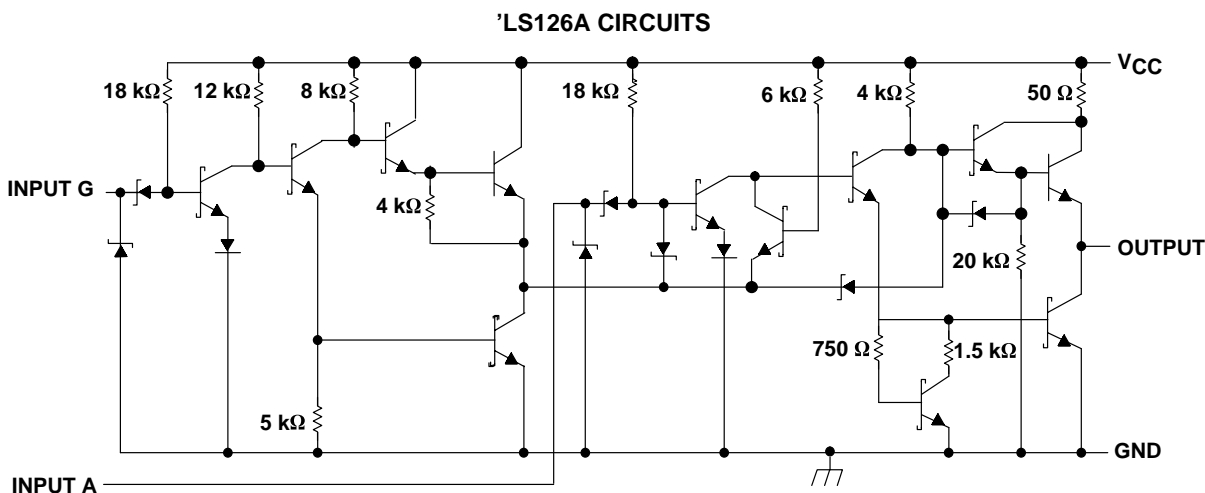 ’LS126A CIRCUITS
VCC
18 kΩ
12 kΩ
8 kΩ
18 kΩ
6 kΩ
4 kΩ
50 Ω
INPUT G
4 kΩ
20 kΩ
OUTPUT
750 Ω
1.5 kΩ
5 kΩ
GND
INPUT A